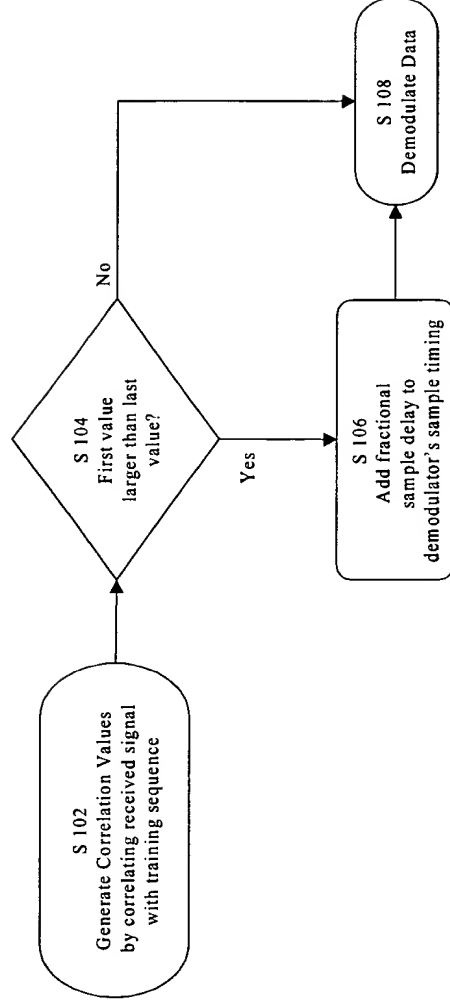 S 102
Generate Correlation Values
by correlating received signal
with training sequence
S 104
First value
larger than last
value?
No
Yes
S 106
Add fractional
sample delay to
demodulator's sample timing
S 108
Demodulate Data